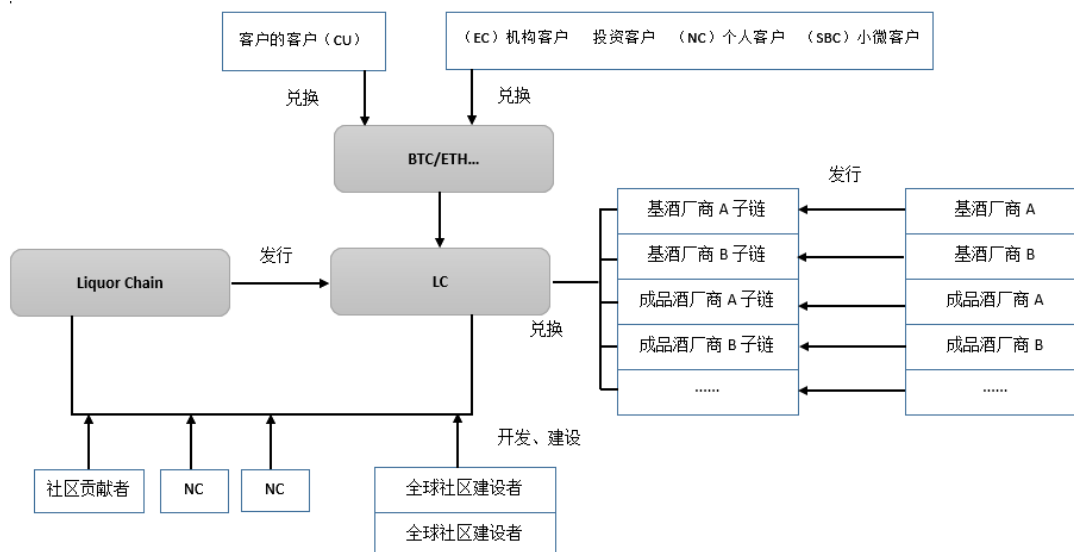 客户的客户（CU）
（EC）机构客户 投资客户 （NC）个人客户 （SBC）小微客户
兑换
兑换
BTC/ETH...
发行
基酒厂商 A 子链
基酒厂商 A
发行
基酒厂商 B 子链
基酒厂商 B
Liquor Chain
LC
成品酒厂商 A 子链
成品酒厂商 A
兑换
成品酒厂商 B 子链
成品酒厂商 B
......
......
开发、建设
社区贡献者
NC
NC
全球社区建设者
全球社区建设者